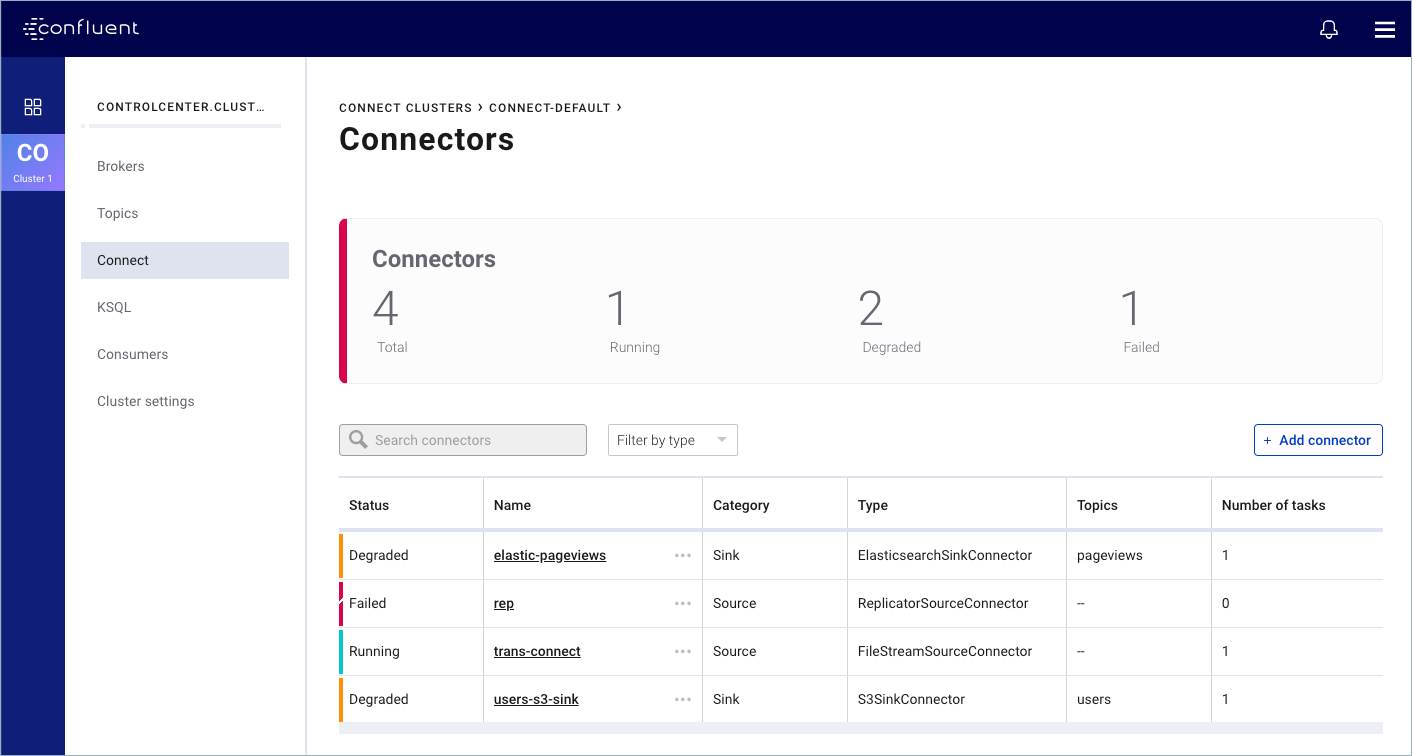 confluent
CO
Cluster 1
CONTROLCENTER.CLUST...
Brokers
Topics
Connect
KSQL
Consumers
Cluster settings
CONNECT CLUSTERS › CONNECT-DEFAULT ›
Connectors
Connectors
4 1 2 1
Total Running Degraded Failed
Search connectors Filter by type + Add connector
Status Name Category Type Topics Number of tasks
Degraded elastic-pageviews ••• Sink ElasticsearchSinkConnector pageviews 1
Failed rep ••• Source ReplicatorSourceConnector -- 0
Running trans-connect ••• Source FileStreamSourceConnector -- 1
Degraded users-s3-sink ••• Sink S3SinkConnector users 1